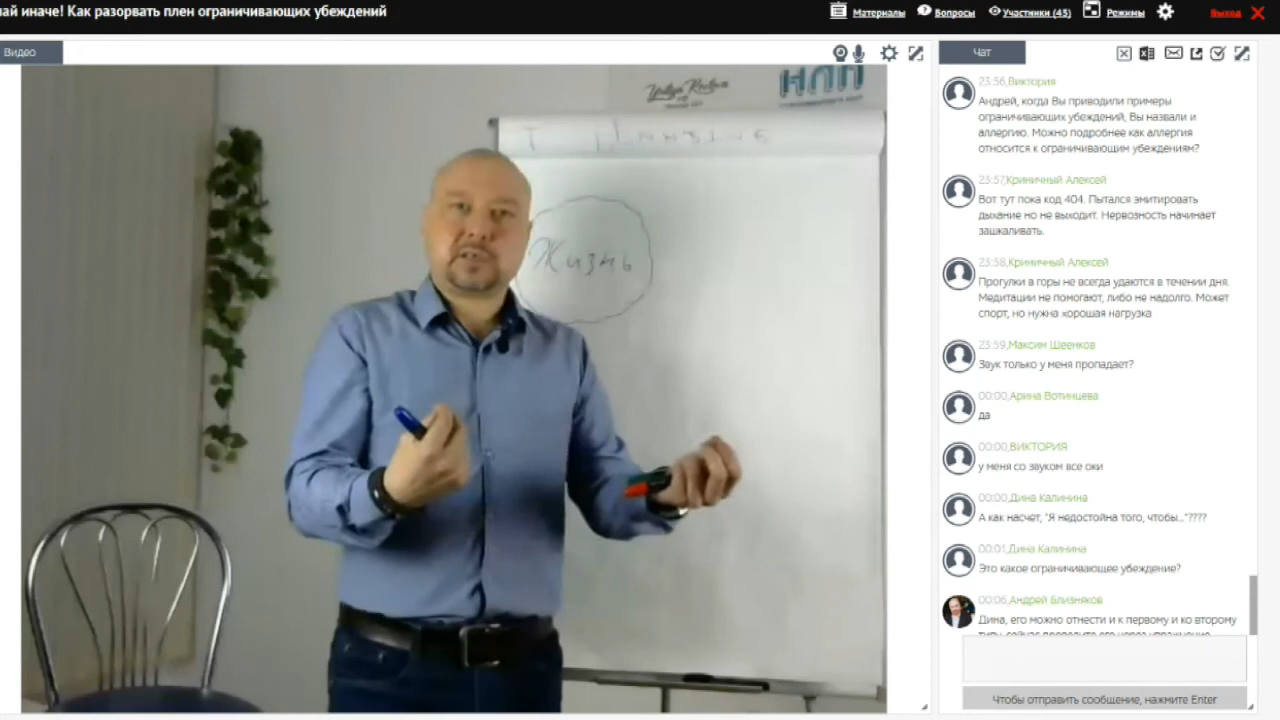 най иначе! Как разорвать плен ограничивающих убеждений
Материалы
Вопросы
Участники (45)
Режимы
Выход
Видео
Чат
НЛП
Жизнь
23:56,Виктория
Андрей, когда Вы приводили примеры
ограничивающих убеждений, Вы назвали и
аллергию. Можно подробнее как аллергия
относится к ограничивающим убеждениям?
23:57,Криничный Алексей
Вот тут пока код 404. Пытался эмитировать
дыхание но не выходит. Нервозность начинает
зашкаливать.
23:58,Криничный Алексей
Прогулки в горы не всегда удаются в течении дня.
Медитации не помогают, либо не надолго. Может
спорт, но нужна хорошая нагрузка
23:59,Максим Шеенков
Звук только у меня пропадает?
00:00,Арина Вотинцева
да
00:00,ВИКТОРИЯ
у меня со звуком все оки
00:00,Дина Калинина
А как насчет, "Я недостойна того, чтобы..."????
00:01,Дина Калинина
Это какое ограничивающее убеждение?
00:06,Андрей Близняков
Дина, его можно отнести и к первому и ко второму
Чтобы отправить сообщение, нажмите Enter